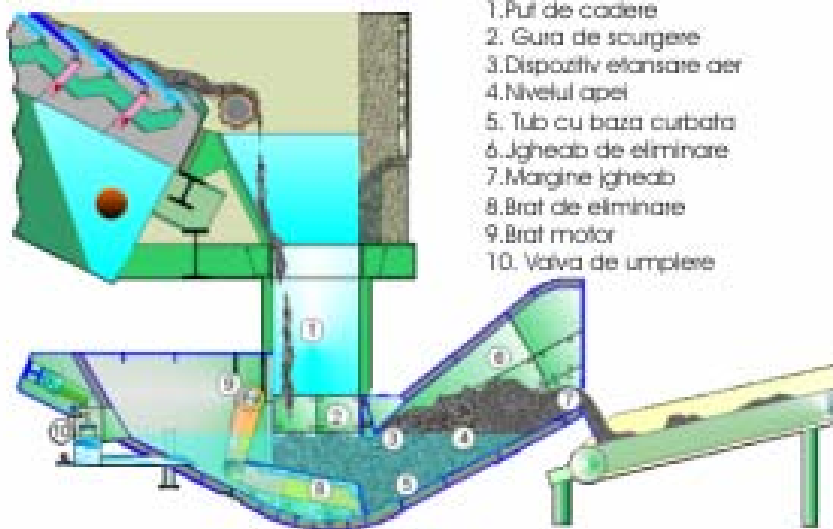 1.Put de cadere
2. Gura de scurgere
3.Dispozitiv etansare aer
4.Nivelul apei
5. Tub cu baza curbata
6.Jgheab de eliminare
7.Margine jgheab
8.Brat de eliminare
9.Brat motor
10. Valva de umplere
1
6
9
7
2
10
3
4
8
5